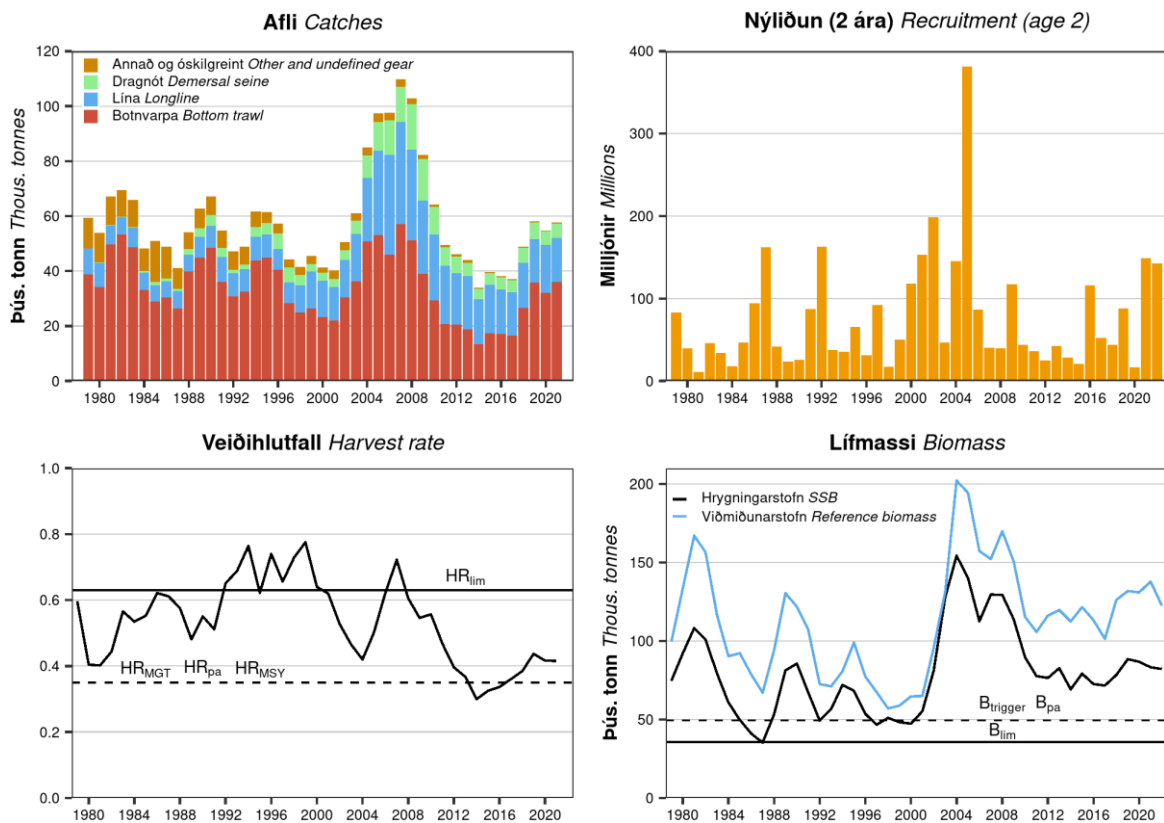 Afli Catches
Þús. tonn Thous. tonnes
120
100
80
60
40
20
0
Annað og óskilgreint Other and undefined gear
Dragnót Demersal seine
Lína Longline
Botnvarpa Bottom trawl
1980 1984 1988 1992 1996 2000 2004 2008 2012 2016 2020
Nýliðun (2 ára) Recruitment (age 2)
Milljónir Millions
400
300
200
100
0
1980 1984 1988 1992 1996 2000 2004 2008 2012 2016 2020
Veiðihlutfall Harvest rate
1.0
0.8
0.6
0.4
0.2
0.0
HRlim
HRMGT HRpa HRMSY
1980 1984 1988 1992 1996 2000 2004 2008 2012 2016 2020
Lífmassi Biomass
Þús. tonn Thous. tonnes
200
150
100
50
0
Hrygningarstofn SSB
Viðmiðunarstofn Reference biomass
Btrigger Bpa
Blim
1980 1984 1988 1992 1996 2000 2004 2008 2012 2016 2020